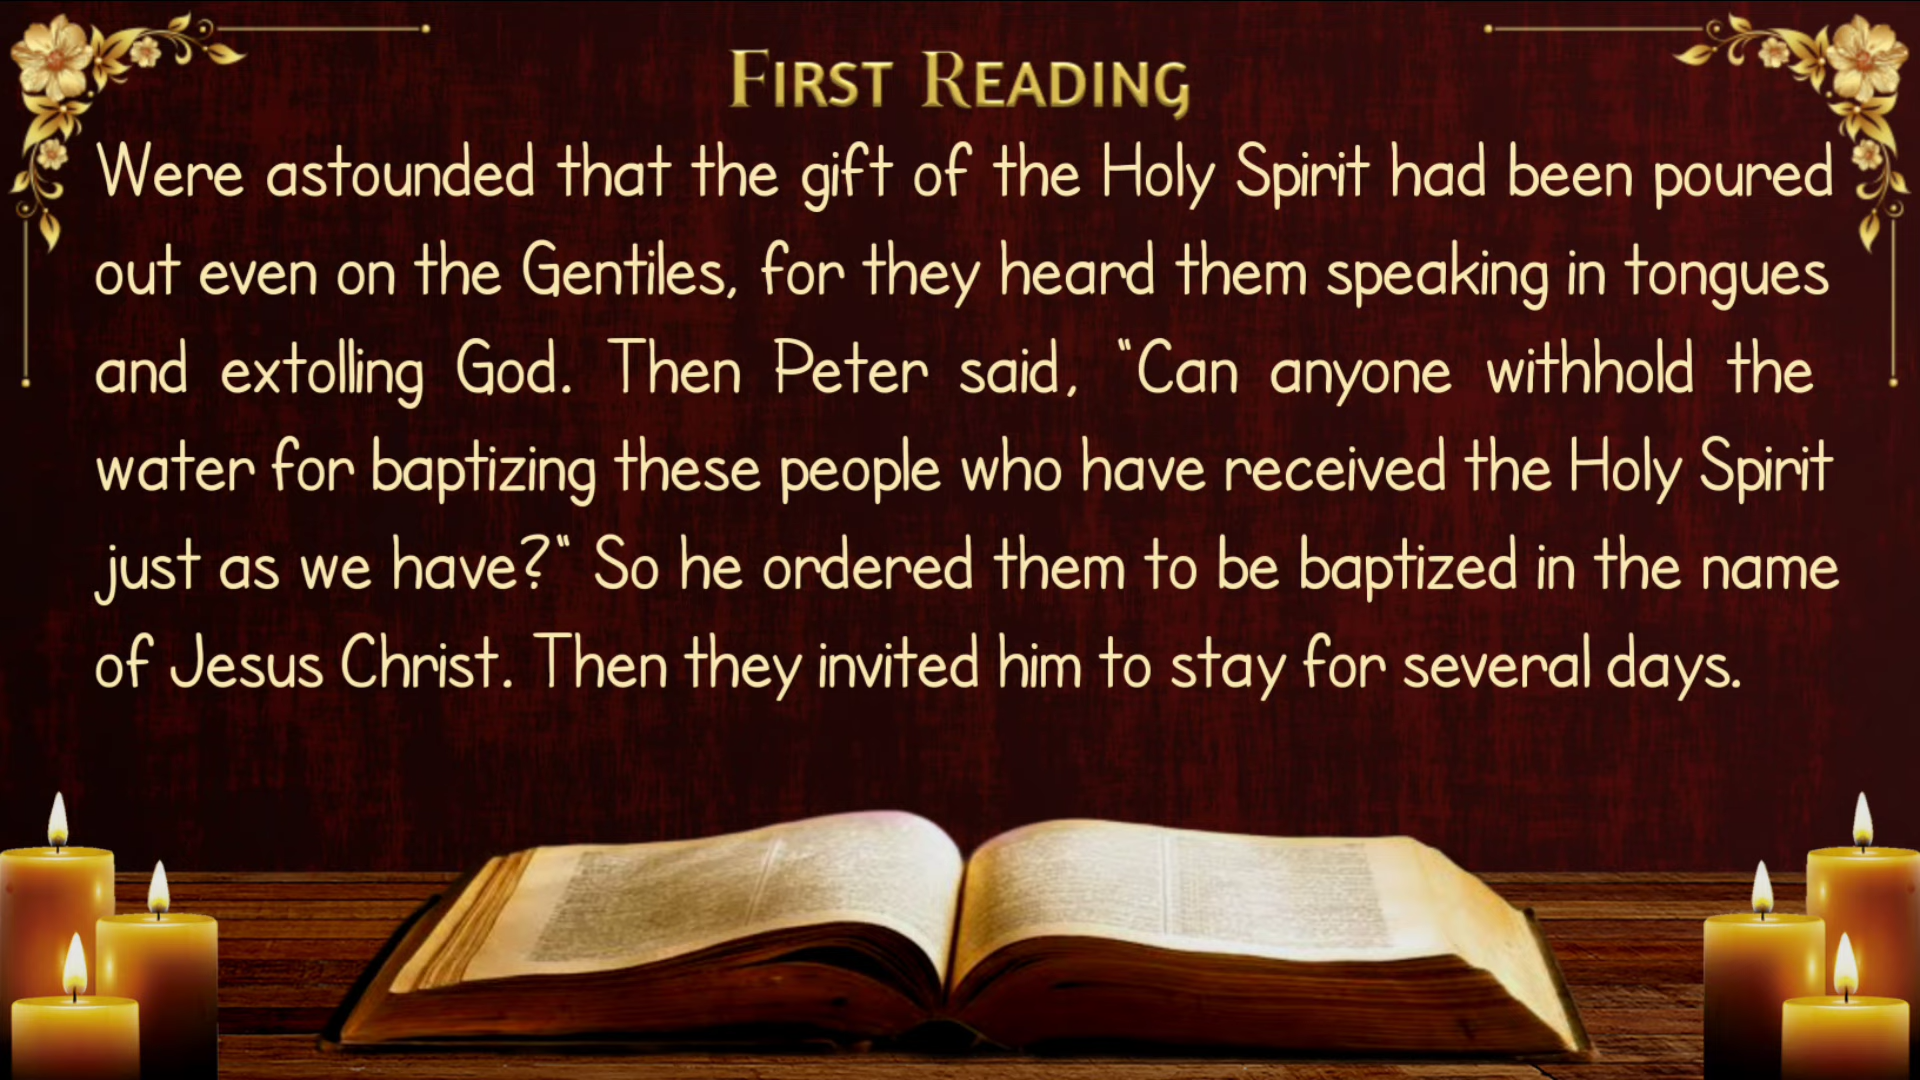 First Reading
Were astounded that the gift of the Holy Spirit had been poured
out even on the Gentiles, for they heard them speaking in tongues
and extolling God. Then Peter said, “Can anyone withhold the
water for baptizing these people who have received the Holy Spirit
just as we have?“ So he ordered them to be baptized in the name
of Jesus Christ. Then they invited him to stay for several days.